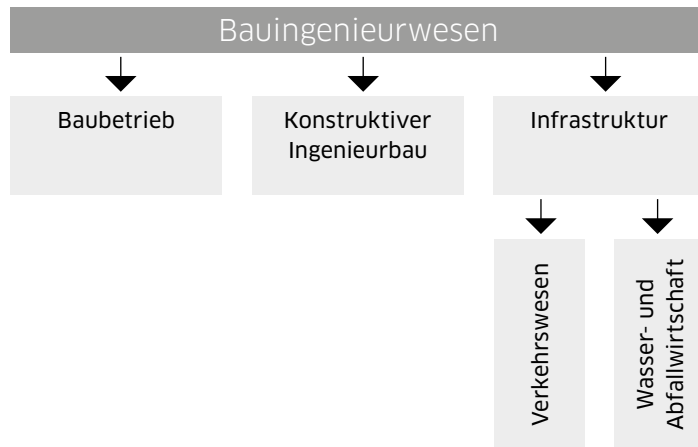 Bauingenieurwesen
Baubetrieb
Konstruktiver
Ingenieurbau
Infrastruktur
Verkehrswesen
Wasser- und
Abfallwirtschaft